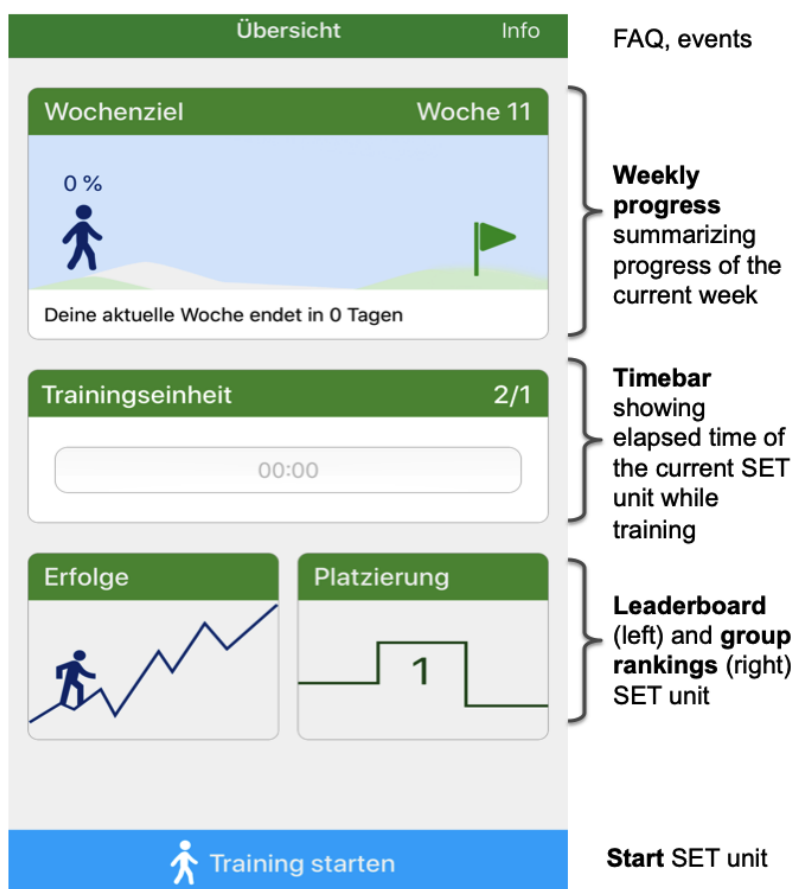 Übersicht Info
FAQ, events
Wochenziel Woche 11
0 %
Deine aktuelle Woche endet in 0 Tagen
Weekly
progress
summarizing
progress of the
current week
Trainingseinheit 2/1
00:00
Timebar
showing
elapsed time of
the current SET
unit while
training
Erfolge
Platzierung
1
Leaderboard
(left) and group
rankings (right)
SET unit
Training starten
Start SET unit